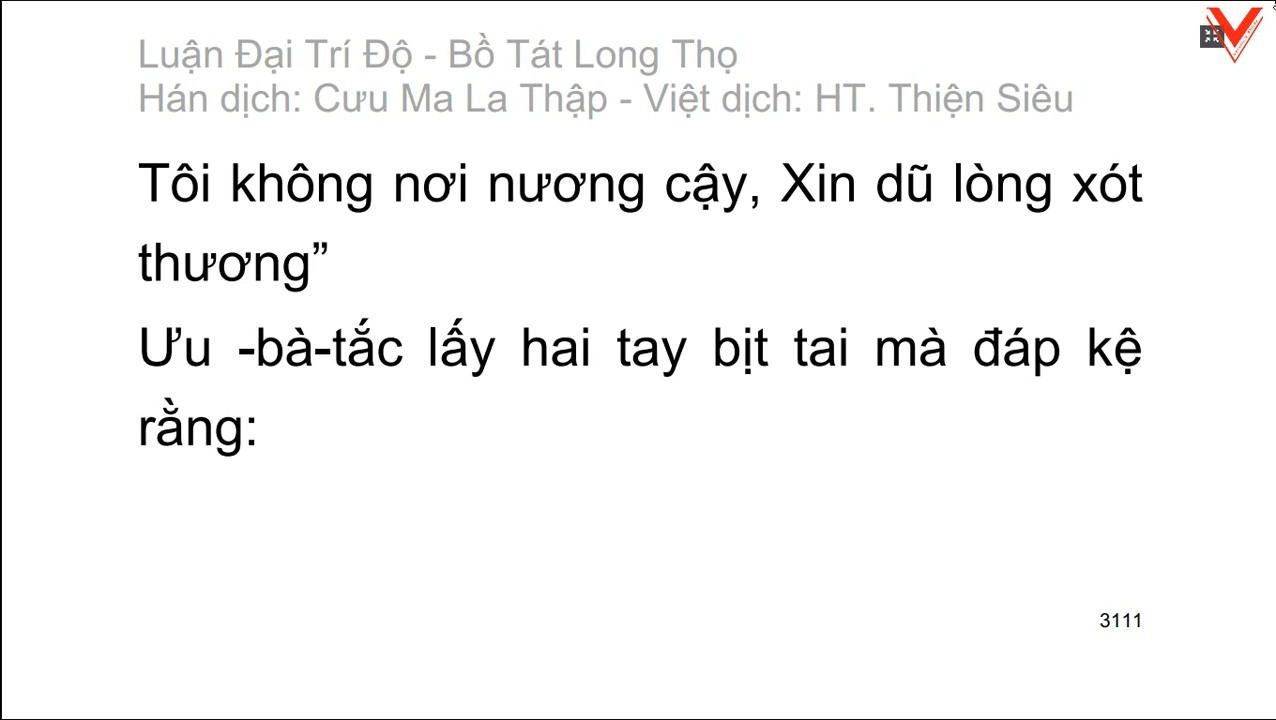 Luận Đại Trí Độ - Bồ Tát Long Thọ
Hán dịch: Cưu Ma La Thập - Việt dịch: HT. Thiện Siêu
Tôi không nơi nương cậy, Xin dũ lòng xót
thương”
Ưu -bà-tắc lấy hai tay bịt tai mà đáp kệ
rằng:
3111